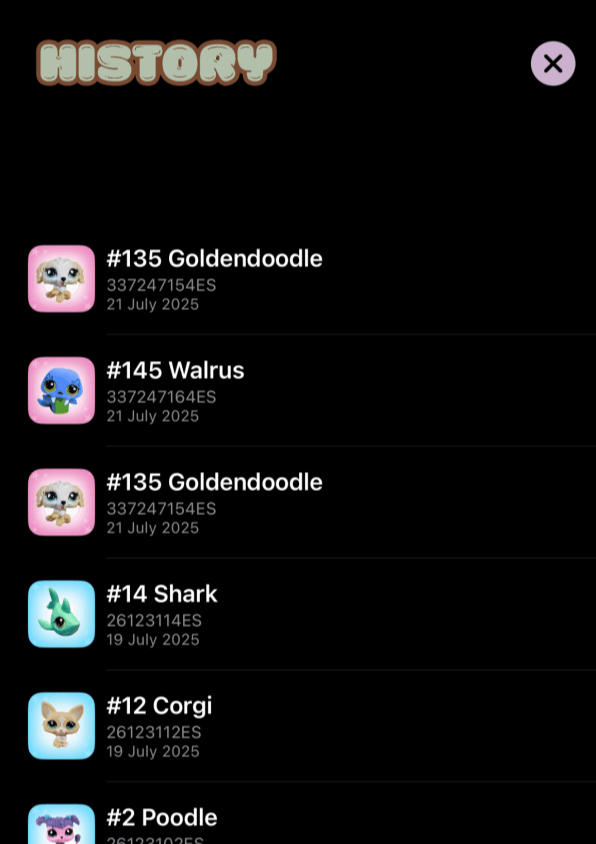 HISTORY
#135 Goldendoodle
337247154ES
21 July 2025
#145 Walrus
337247164ES
21 July 2025
#135 Goldendoodle
337247154ES
21 July 2025
#14 Shark
26123114ES
19 July 2025
#12 Corgi
26123112ES
19 July 2025
#2 Poodle
26123102ES